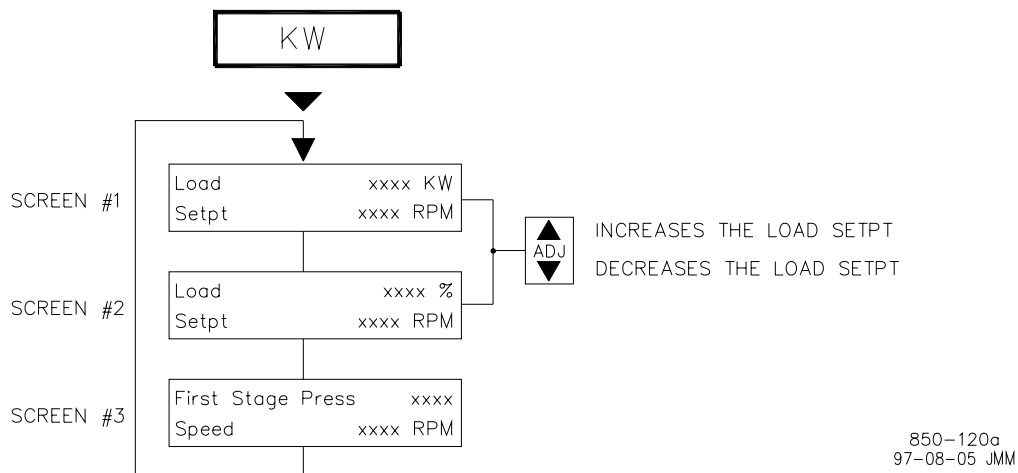 KW
SCREEN #1
Load xxxx KW
Setpt xxxx RPM
ADJ
INCREASES THE LOAD SETPT
DECREASES THE LOAD SETPT
SCREEN #2
Load xxxx %
Setpt xxxx RPM
SCREEN #3
First Stage Press xxxx
Speed xxxx RPM
850-120a
97-08-05 JMM